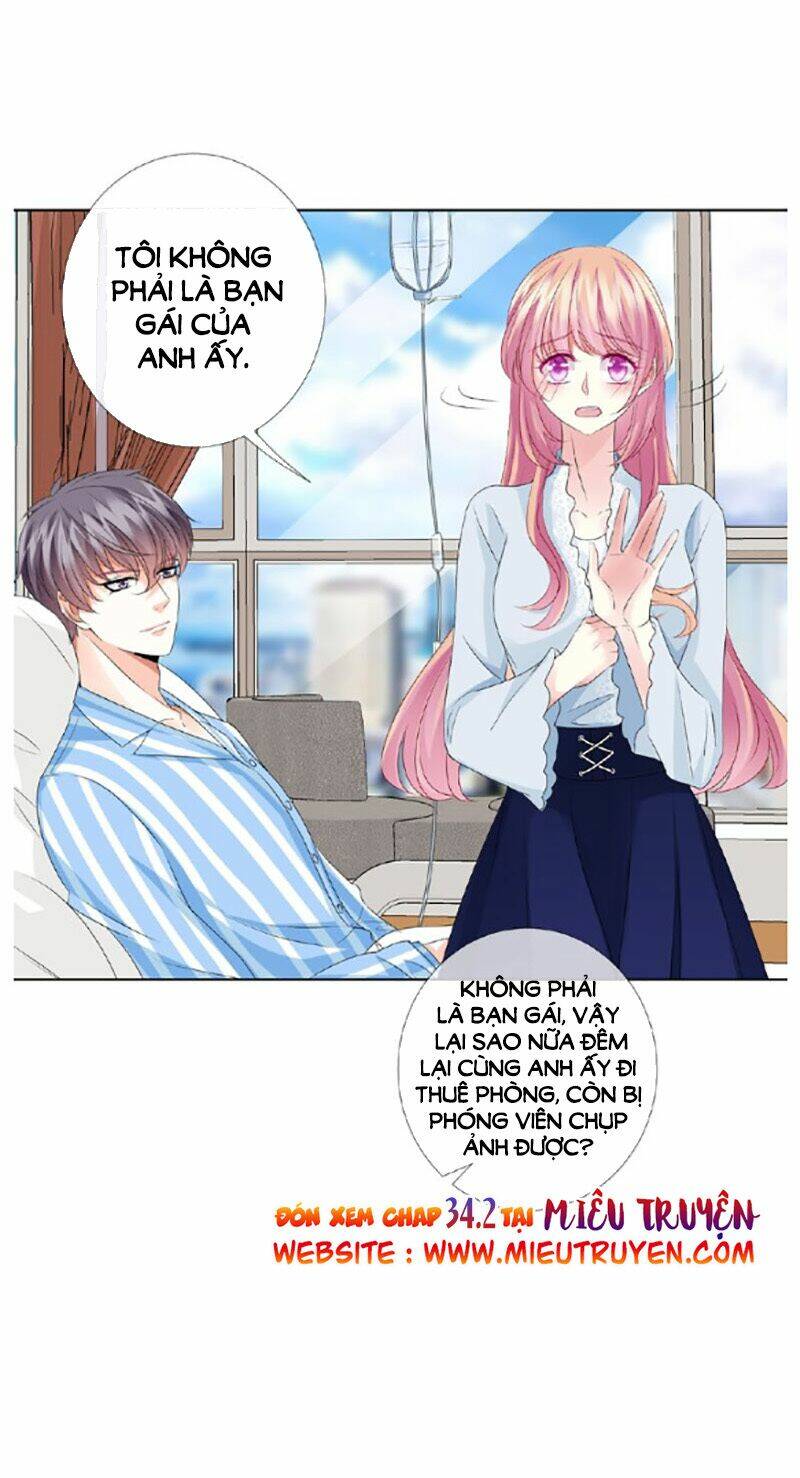 TÔI KHÔNG
PHẢI LÀ BẠN
GÁI CỦA
ANH ẤY.
KHÔNG PHẢI
LÀ BẠN GÁI, VẬY
LẠI SAO NỮA ĐÊM
LẠI CÙNG ANH ẤY ĐI
THUÊ PHÒNG, CÒN BỊ
PHÓNG VIÊN CHỤP
ẢNH ĐƯỢC?
ĐÓN XEM CHAP 34.2 TẠI MIÊU TRUYỆN
WEBSITE : WWW.MIEUTRUYEN.COM